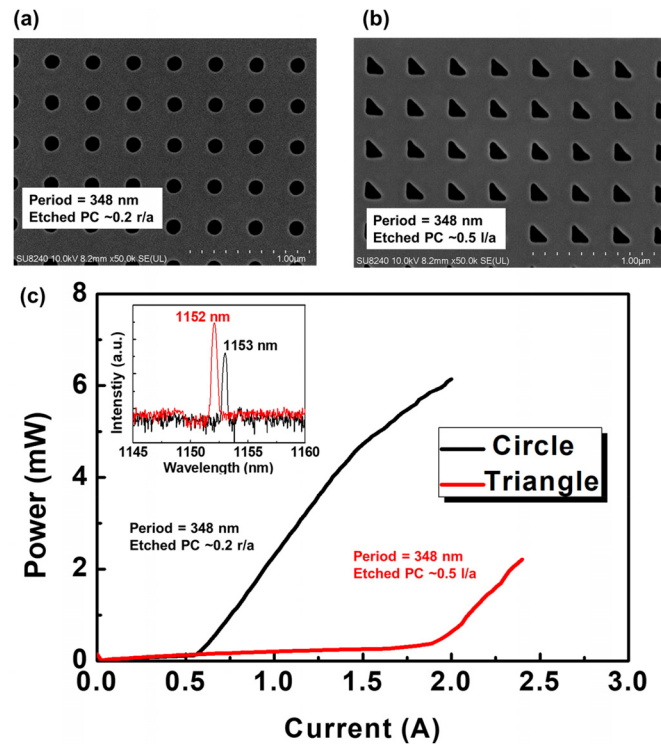 (a)
Period = 348 nm
Etched PC ~0.2 r/a
SU8240 10.0kV 8.2mm x50.0k SE(UL)
1.00µm
(b)
Period = 348 nm
Etched PC ~0.5 l/a
SU8240 10.0kV 8.2mm x50.0k SE(UL)
1.00µm
(c)
8
6
4
2
0
Power (mW)
0.0
0.5
1.0
1.5
2.0
2.5
3.0
Current (A)
1152 nm
1153 nm
Intenstiy (a.u.)
1145
1150
1155
1160
Wavelength (nm)
Circle
Triangle
Period = 348 nm
Etched PC ~0.2 r/a
Period = 348 nm
Etched PC ~0.5 l/a